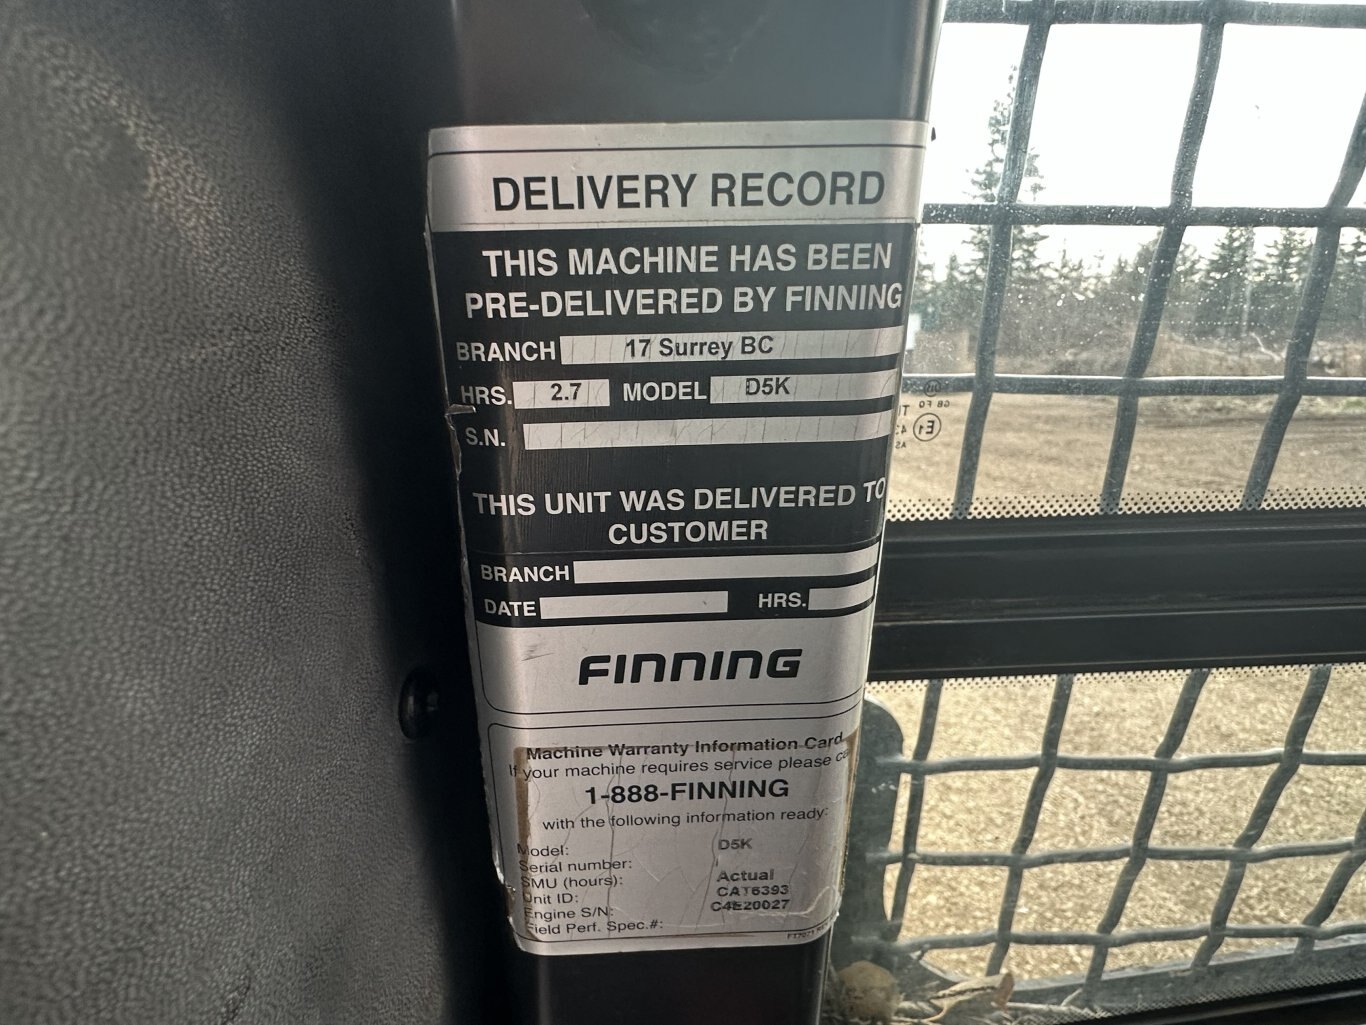 DELIVERY RECORD
THIS MACHINE HAS BEEN
PRE-DELIVERED BY FINNING
BRANCH 17 Surrey BC
HRS. 2.7 MODEL D5K
S.N.
THIS UNIT WAS DELIVERED TO
CUSTOMER
BRANCH
DATE HRS.
FINNING
Machine Warranty Information Card
If your machine requires service please
1-888-FINNING
with the following information ready:
Model: D5K
Serial number:
SMU (hours): Actual
Unit ID: CAT6393
Engine S/N: C4E20027
Field Perf. Spec.#: